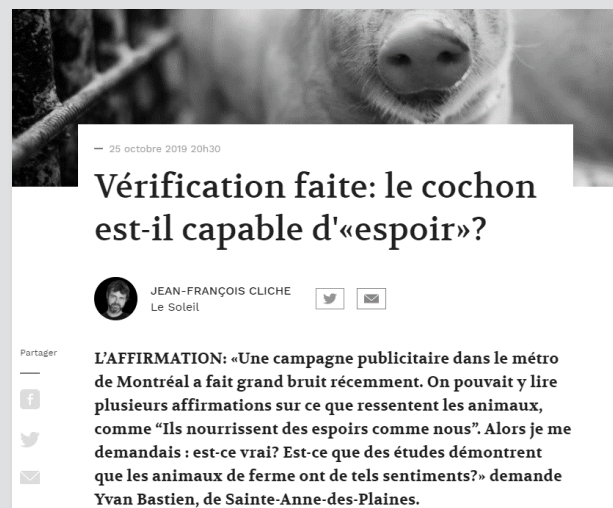 25 octobre 2019 20h30
Vérification faite: le cochon
est-il capable d'«espoir»?
JEAN-FRANÇOIS CLICHE
Le Soleil
Partager
L'AFFIRMATION: «Une campagne publicitaire dans le métro
de Montréal a fait grand bruit récemment. On pouvait y lire
plusieurs affirmations sur ce que ressentent les animaux,
comme “Ils nourrissent des espoirs comme nous”. Alors je me
demandais : est-ce vrai? Est-ce que des études démontrent
que les animaux de ferme ont de tels sentiments?» demande
Yvan Bastien, de Sainte-Anne-des-Plaines.